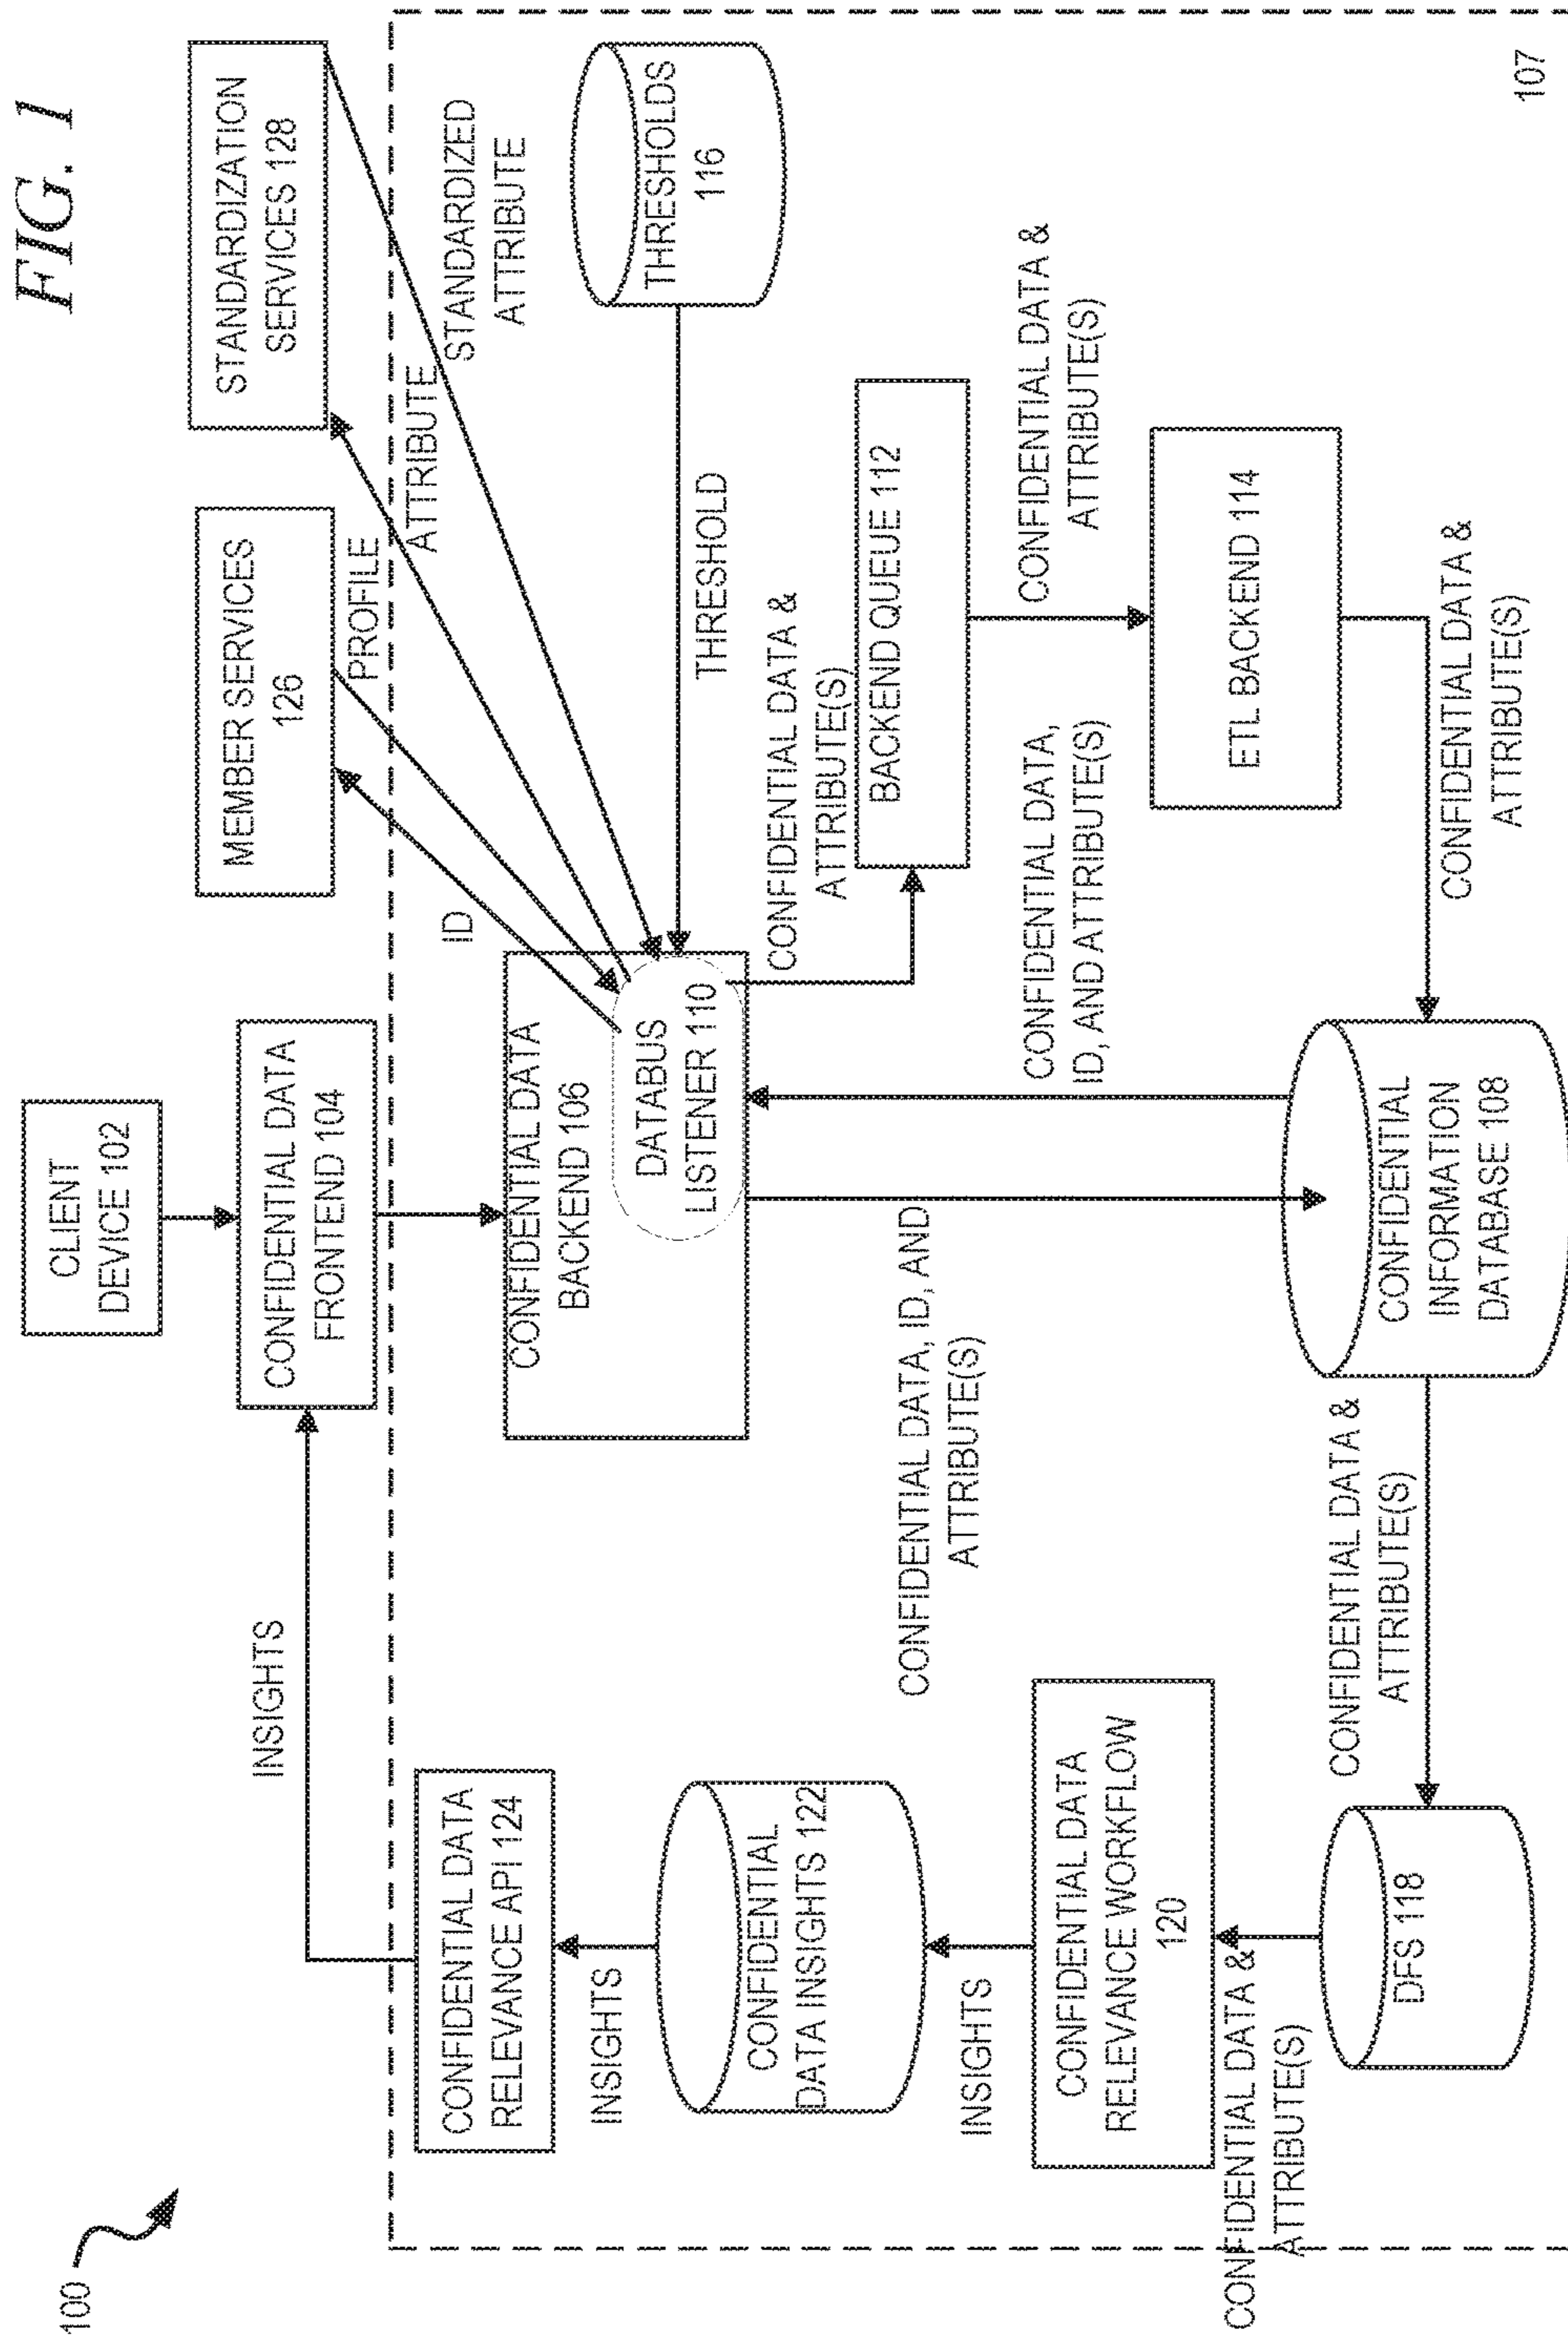 FIG. 1
100
CLIENT
DEVICE 102
INSIGHTS
CONFIDENTIAL DATA
FRONTEND 104
MEMBER SERVICES
126
STANDARDIZATION
SERVICES 128
ID
PROFILE
ATTRIBUTE
STANDARDIZED
ATTRIBUTE
CONFIDENTIAL DATA
RELEVANCE API 124
CONFIDENTIAL DATA
BACKEND 106
DATABUS
LISTENER 110
THRESHOLD
THRESHOLDS
116
INSIGHTS
CONFIDENTIAL
DATA INSIGHTS 122
CONFIDENTIAL DATA &
ATTRIBUTE(S)
BACKEND QUEUE 112
CONFIDENTIAL DATA, ID, AND
ATTRIBUTE(S)
CONFIDENTIAL DATA,
ID, AND ATTRIBUTE(S)
CONFIDENTIAL DATA &
ATTRIBUTE(S)
INSIGHTS
CONFIDENTIAL DATA
RELEVANCE WORKFLOW
120
ETL BACKEND 114
CONFIDENTIAL DATA &
ATTRIBUTE(S)
DFS 118
CONFIDENTIAL DATA &
ATTRIBUTE(S)
CONFIDENTIAL
INFORMATION
DATABASE 108
CONFIDENTIAL DATA &
ATTRIBUTE(S)
107